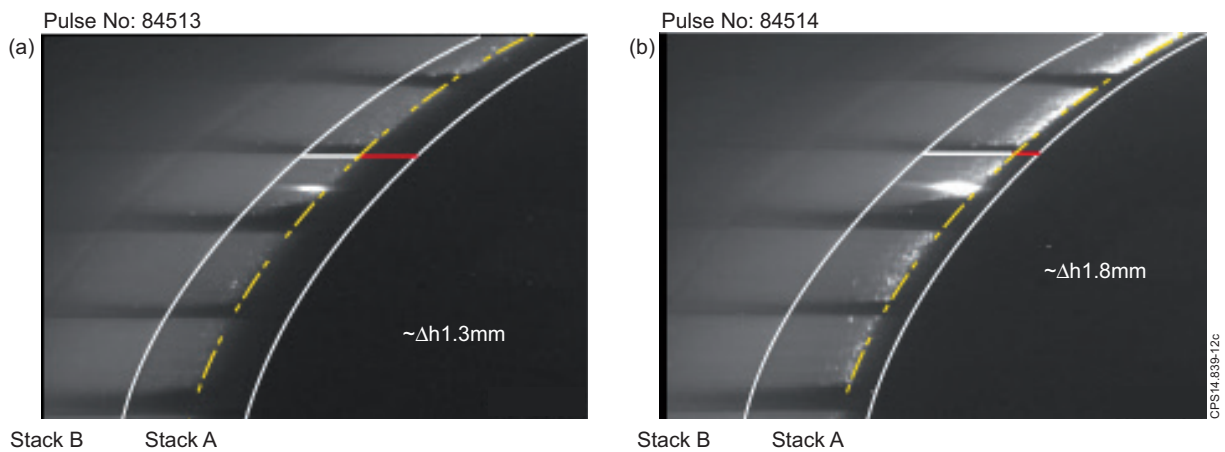 Pulse No: 84513
(a)
~Δh1.3mm
Stack B Stack A
Pulse No: 84514
(b)
~Δh1.8mm
Stack B Stack A
CPS14.839-12c